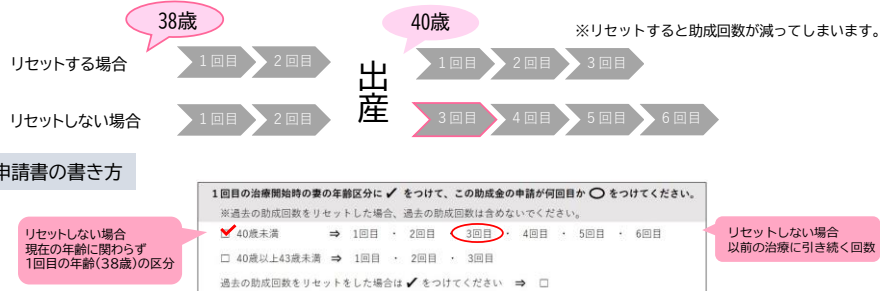 38歳
40歳
※リセットすると助成回数が減ってしまいます。
リセットする場合
1回目
2回目
出産
1回目
2回目
3回目
リセットしない場合
1回目
2回目
3回目
4回目
5回目
6回目
申請書の書き方
1回目の治療開始時の妻の年齢区分に✓をつけて、この助成金の申請が何回目か〇をつけてください。
※過去の助成回数をリセットした場合、過去の助成回数は含めないでください。
□ 40歳未満 ⇒ 1回目 ・ 2回目 ・ 3回目 ・ 4回目 ・ 5回目 ・ 6回目
□ 40歳以上43歳未満 ⇒ 1回目 ・ 2回目 ・ 3回目
過去の助成回数をリセットをした場合は✓をつけてください ⇒ □
リセットしない場合
現在の年齢に関わらず
1回目の年齢(38歳)の区分
リセットしない場合
以前の治療に引き続く回数